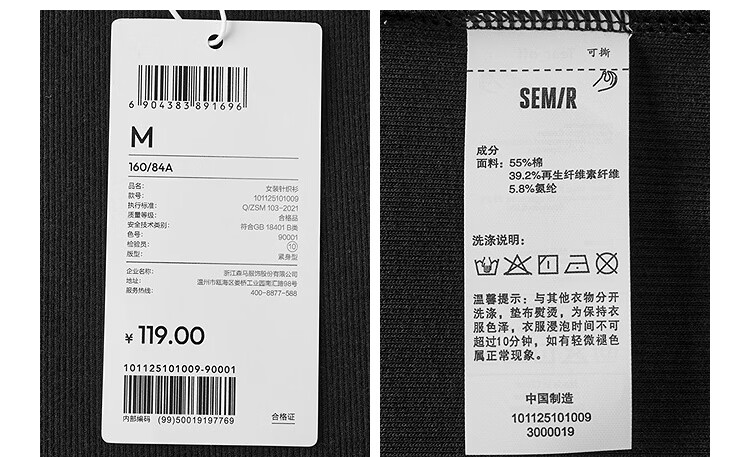 6 904383 891696
M
160/84A
品名: 女装针织衫
款号: 101125101009
执行标准: Q/ZSM 103-2021
质量等级: 合格品
安全技术类别: 符合GB 18401 B类
色号: 90001
检验员: 10
版型: 紧身型
企业名称: 浙江森马服饰股份有限公司
地址: 温州市瓯海区娄桥工业园南汇路98号
服务热线: 400-8877-588
¥ 119.00
101125101009-90001
内部编码 (99)50019197769
合格证
可撕
SEM/R
成分
面料: 55%棉
39.2%再生纤维素纤维
5.8%氨纶
洗涤说明:
温馨提示: 与其他衣物分开
洗涤, 垫布熨烫, 为保持衣
服色泽, 衣服浸泡时间不可
超过10分钟, 如有轻微褪色
属正常现象。
中国制造
101125101009
3000019